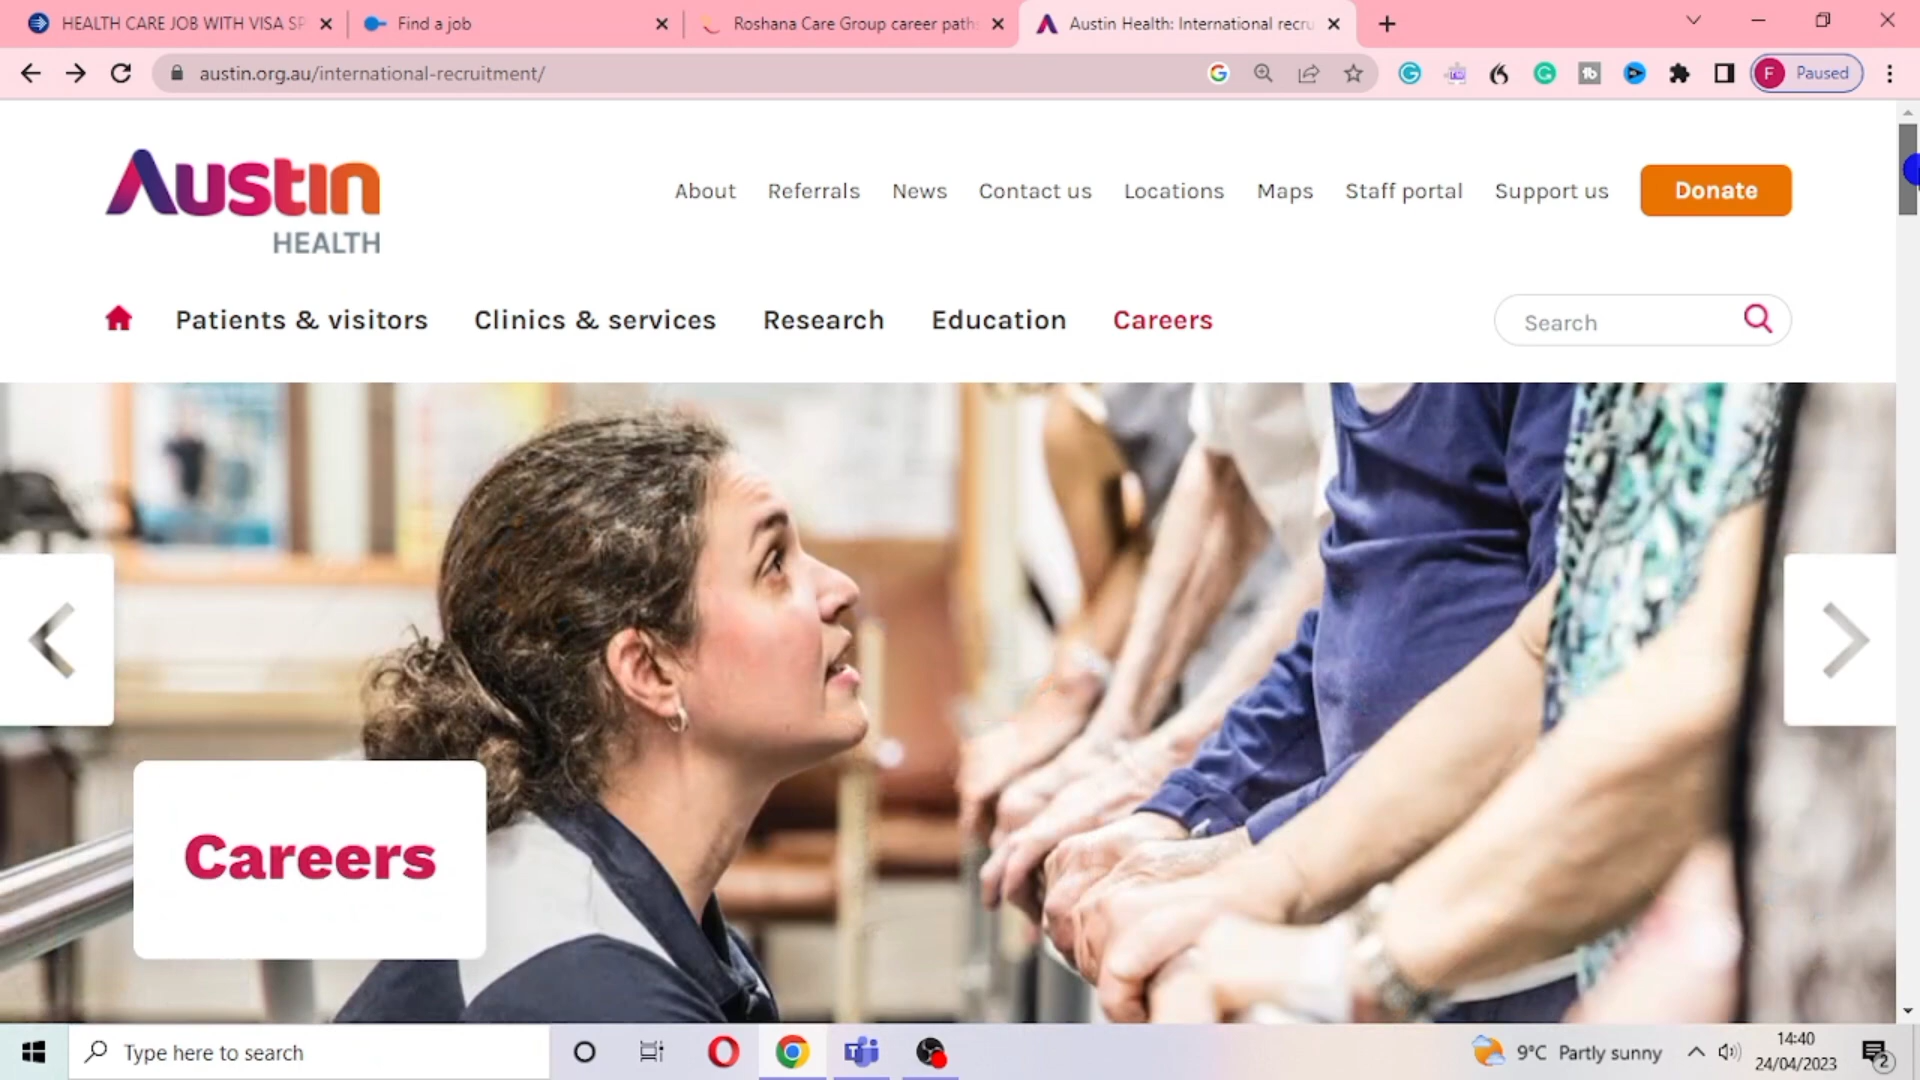 HEALTH CARE JOB WITH VISA SP
Find a job
Roshana Care Group career path
Austin Health: International recru
austin.org.au/international-recruitment/
F Paused
Austin
HEALTH
About Referrals News Contact us Locations Maps Staff portal Support us Donate
Patients & visitors Clinics & services Research Education Careers Search
Careers
Type here to search
9°C Partly sunny
14:40
24/04/2023
2